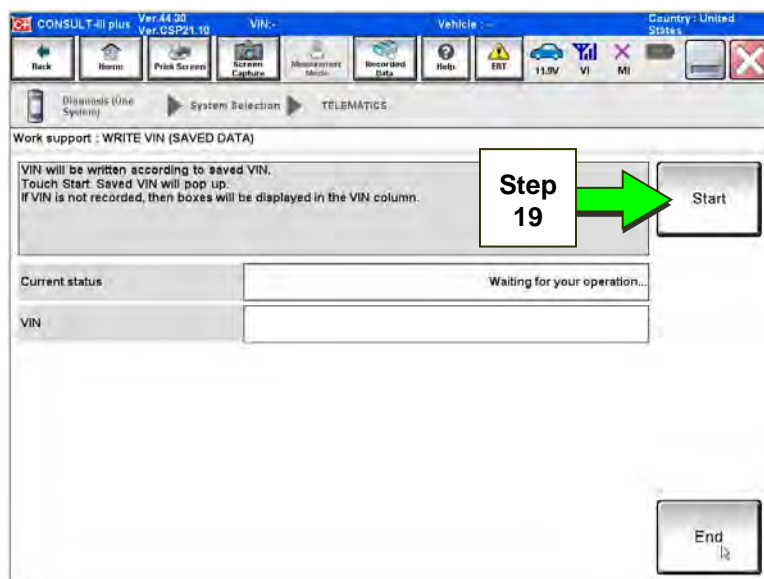 CONSULT-III plus Ver.44.30 VIN:- Vehicle : - Country : United
Ver.CSP21.10 States
Back Home Print Screen Screen Capture Measurement Mode Recorded Data Help ERT 11.9V VI MI
Diagnosis (One System) System Selection TELEMATICS
Work support : WRITE VIN (SAVED DATA)
VIN will be written according to saved VIN.
Touch Start. Saved VIN will pop up.
If VIN is not recorded, then boxes will be displayed in the VIN column.
Step
19
Start
Current status Waiting for your operation...
VIN
End